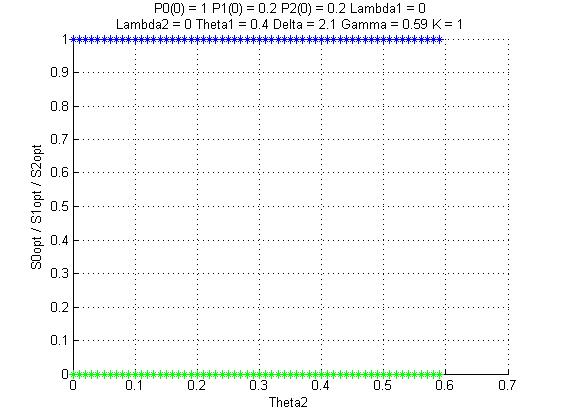 P0(0) = 1 P1(0) = 0.2 P2(0) = 0.2 Lambda1 = 0
Lambda2 = 0 Theta1 = 0.4 Delta = 2.1 Gamma = 0.59 K = 1
1
0.9
0.8
0.7
0.6
0.5
0.4
0.3
0.2
0.1
0
S0opt / S1opt / S2opt
0 0.1 0.2 0.3 0.4 0.5 0.6 0.7
Theta2